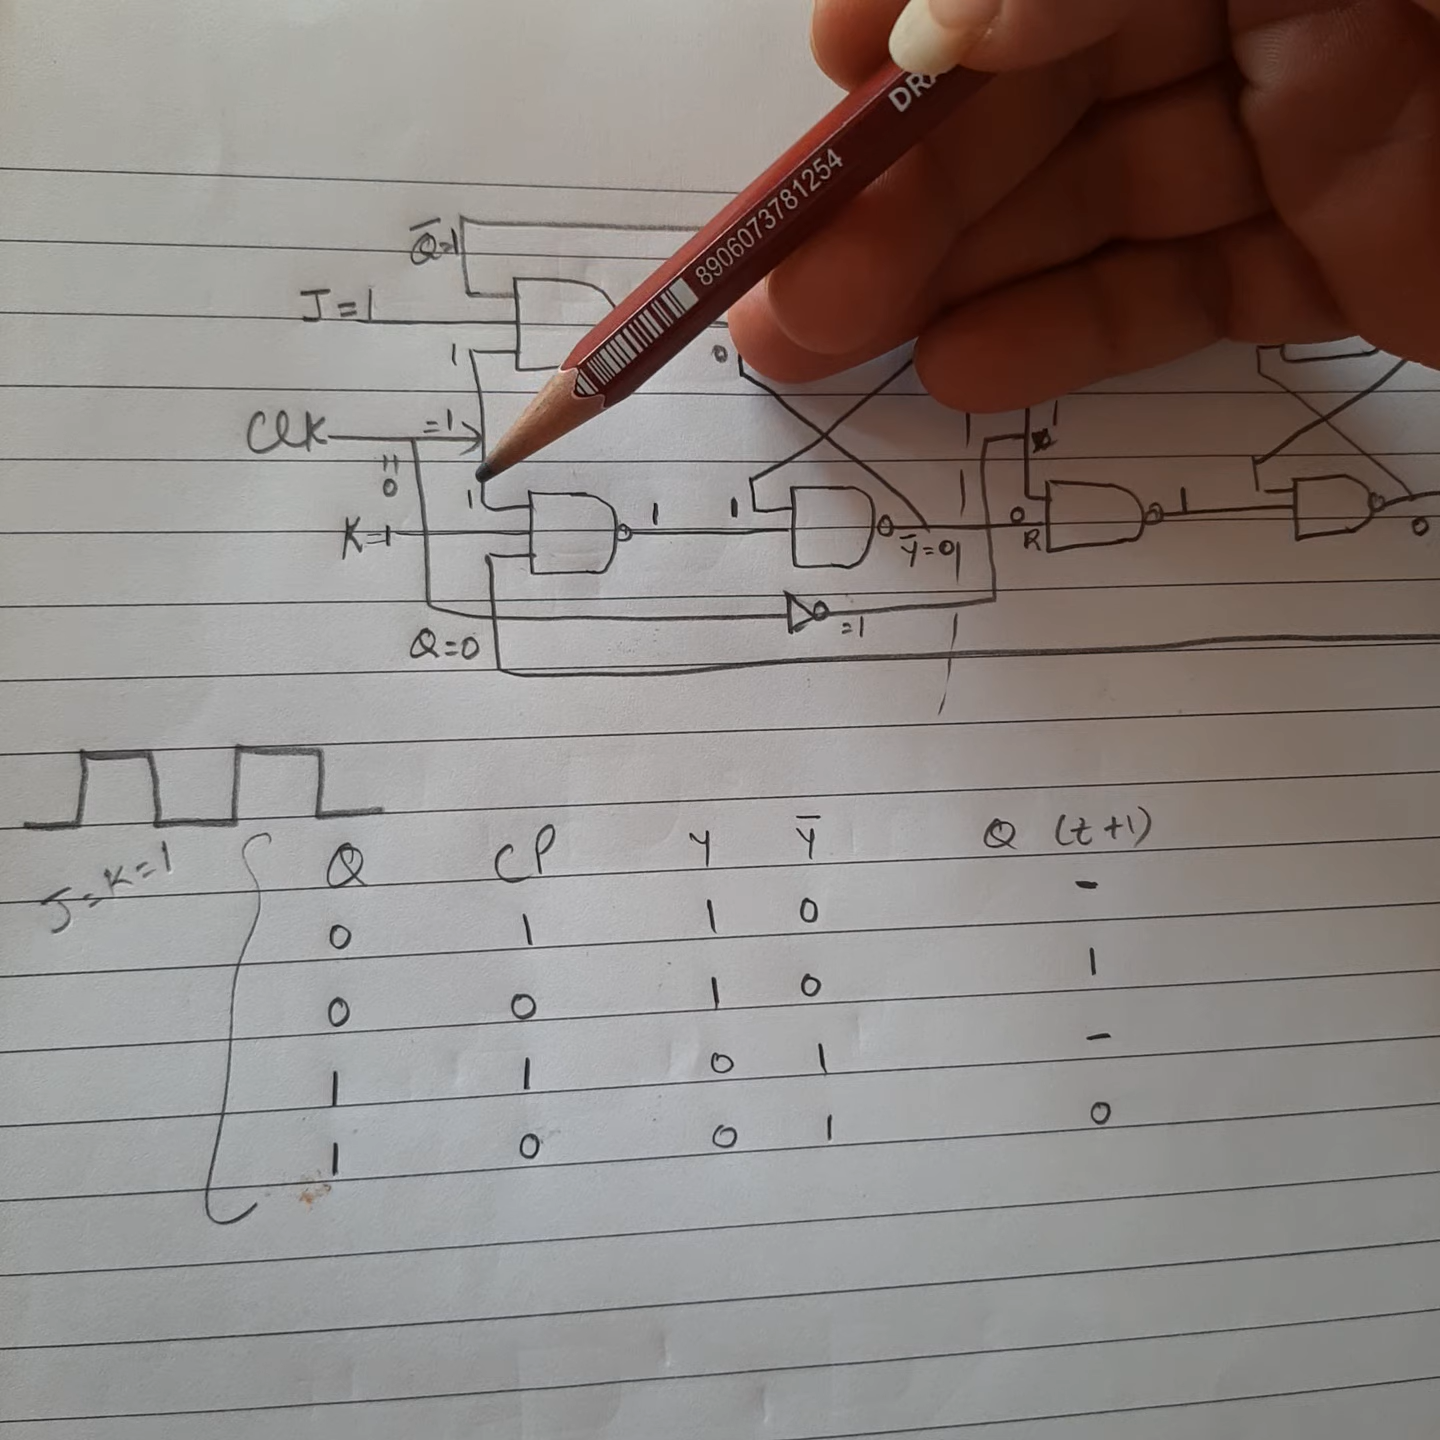 DRA
8906073781254
Q̅=1
J=1
1
0
CLK =1
1
"
0
1
1
1
1
K=1
0
R
1
Y̅=0
0
=1
Q=0
J=K=1
Q CP Y Y̅ Q (t+1)
0 1 1 0 -
0 0 1 0 1
1 1 0 1 -
1 0 0 1 0